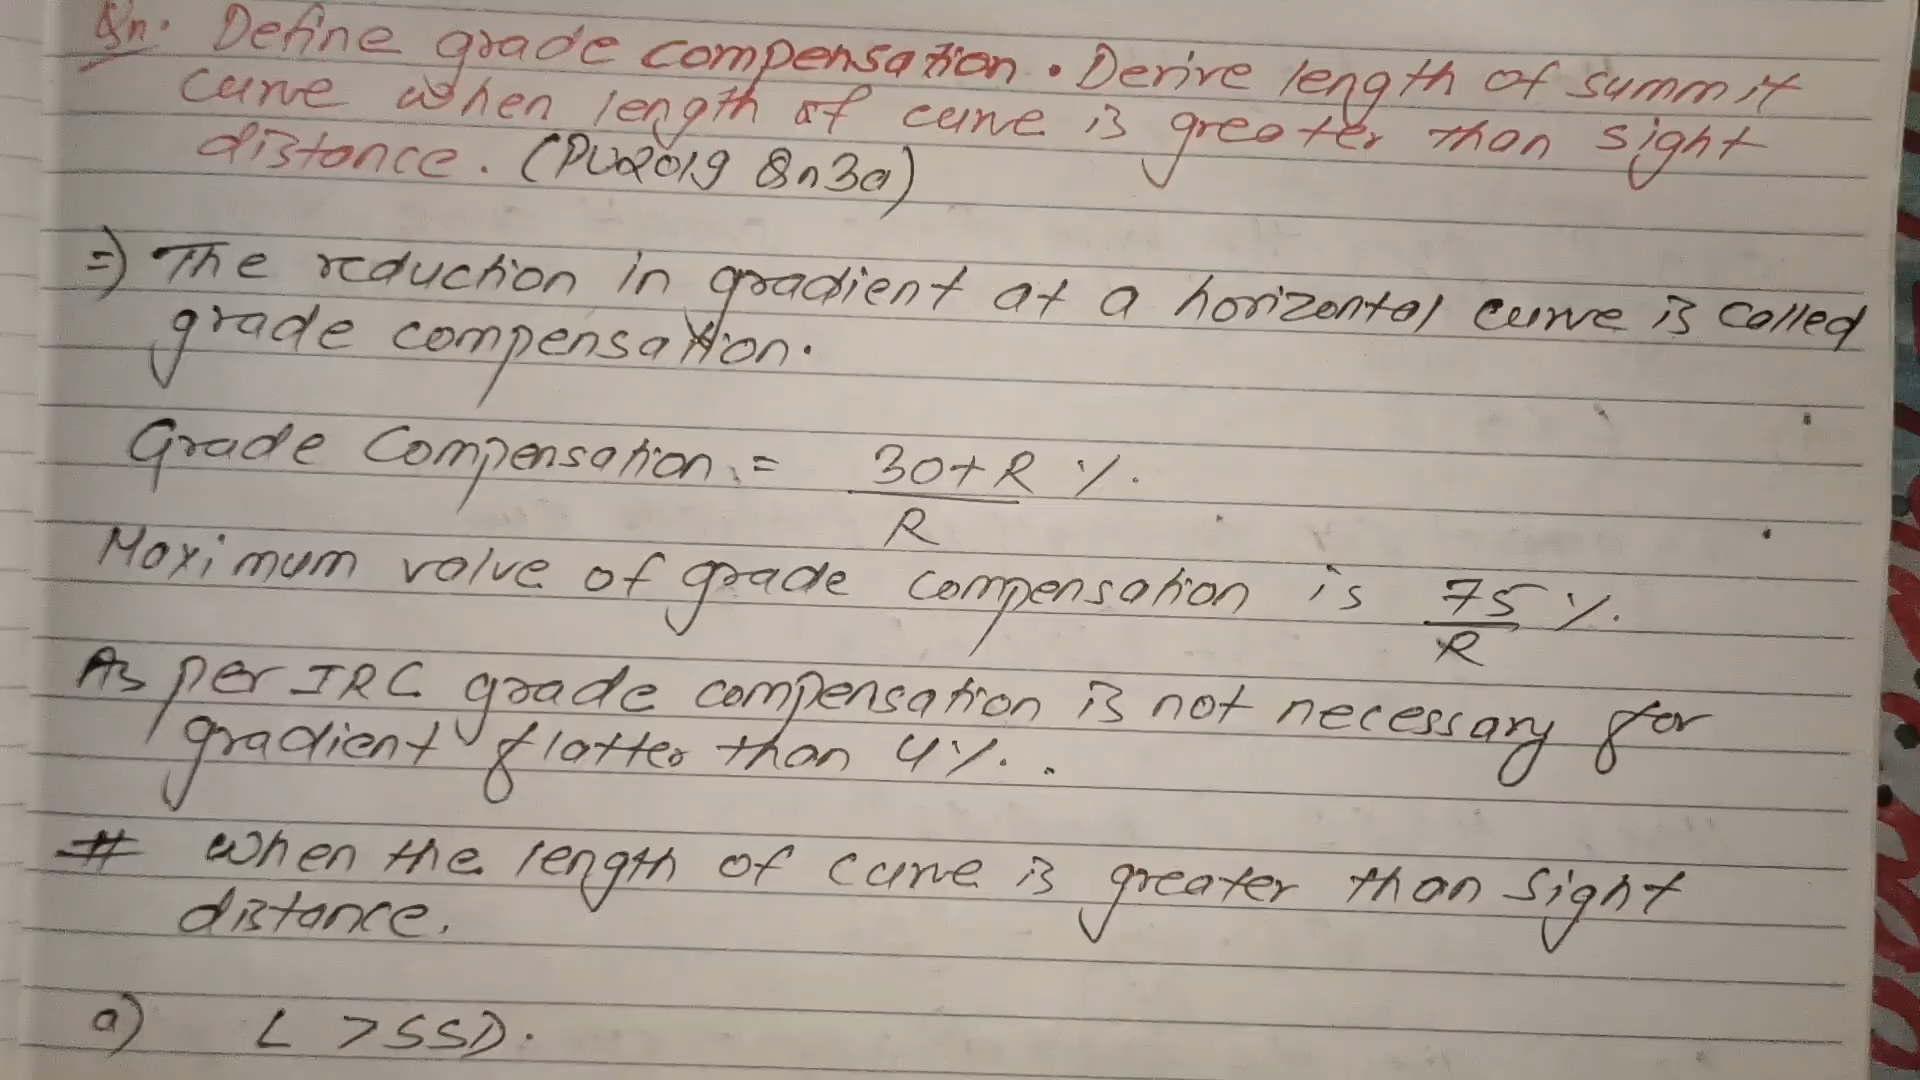 Qn. Define grade compensation. Derive length of summit
curve when length of curve is greater than sight
distance. (PU2019 Qn3a)
=) The reduction in gradient at a horizontal curve is called
grade compensation.
Grade Compensation = 30+R %.
R
Maximum value of grade compensation is 75 %.
R
As per IRC grade compensation is not necessary for
gradient flatter than 4%..
# when the length of curve is greater than sight
distance.
a) L > SSD.